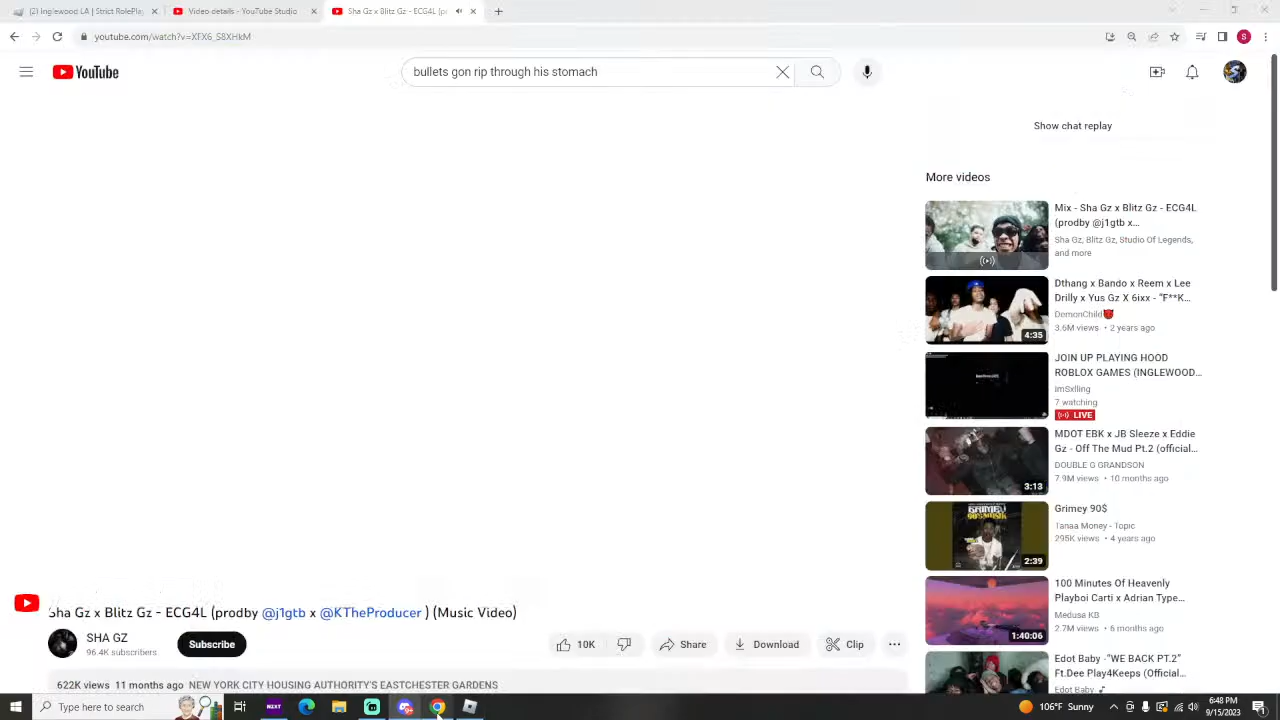 (2) Inglewood LA | Strict RolePlay
Video details - YouTube Studio
Sha Gz x Blitz Gz - ECG4L (pr
youtube.com/watch?v=XFX6_S8XHkM
S
YouTube
bullets gon rip through his stomach
Show chat replay
More videos
Mix - Sha Gz x Blitz Gz - ECG4L
(prodby @j1gtb x...
Sha Gz, Blitz Gz, Studio Of Legends,
and more
Dthang x Bando x Reem x Lee
Drilly x Yus Gz X 6ixx - “F**K...
DemonChild
3.6M views • 2 years ago
4:35
JOIN UP PLAYING HOOD
ROBLOX GAMES (INGLEWOOD...
imSxlling
7 watching
LIVE
MDOT EBK x JB Sleeze x Eddie
Gz - Off The Mud Pt.2 (official...
DOUBLE G GRANDSON
7.9M views • 10 months ago
3:13
Grimey 90$
Tanaa Money - Topic
295K views • 4 years ago
2:39
100 Minutes Of Heavenly
Playboi Carti x Adrian Type...
Medusa KB
2.7M views • 6 months ago
1:40:06
Edot Baby -“WE BACK PT.2”
Ft.Dee Play4Keeps (Official...
Edot Baby
Sha Gz x Blitz Gz - ECG4L (prodby @j1gtb x @KTheProducer ) (Music Video)
SHA GZ
96.4K subscribers
Subscribe
10K
Share
Download
Clip
622K views 11 months ago NEW YORK CITY HOUSING AUTHORITY'S EASTCHESTER GARDENS
Type here to search
NEXT
106°F Sunny
6:48 PM
9/15/2023